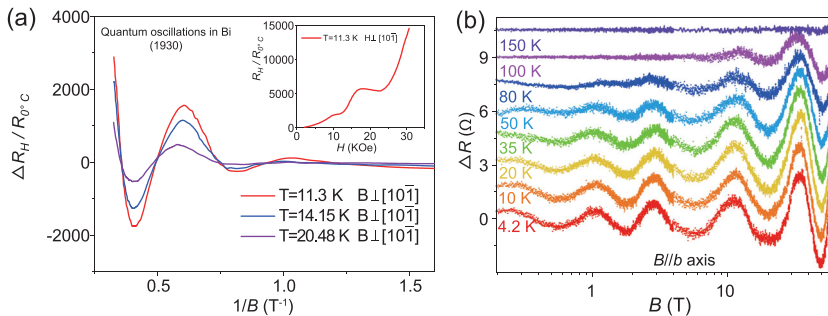 (a)
4000
2000
0
-2000
ΔR_H / R_0° C
Quantum oscillations in Bi
(1930)
15000
10000
5000
0
R_H / R_0° C
T=11.3 K H⊥[101̅]
0 10 20 30
H (KOe)
T=11.3 K B⊥[101̅]
T=14.15 K B⊥[101̅]
T=20.48 K B⊥[101̅]
0.5 1.0 1.5
1/B (T⁻¹)
(b)
9
6
3
0
ΔR (Ω)
150 K
100 K
80 K
50 K
35 K
20 K
10 K
4.2 K
B//b axis
1 10
B (T)